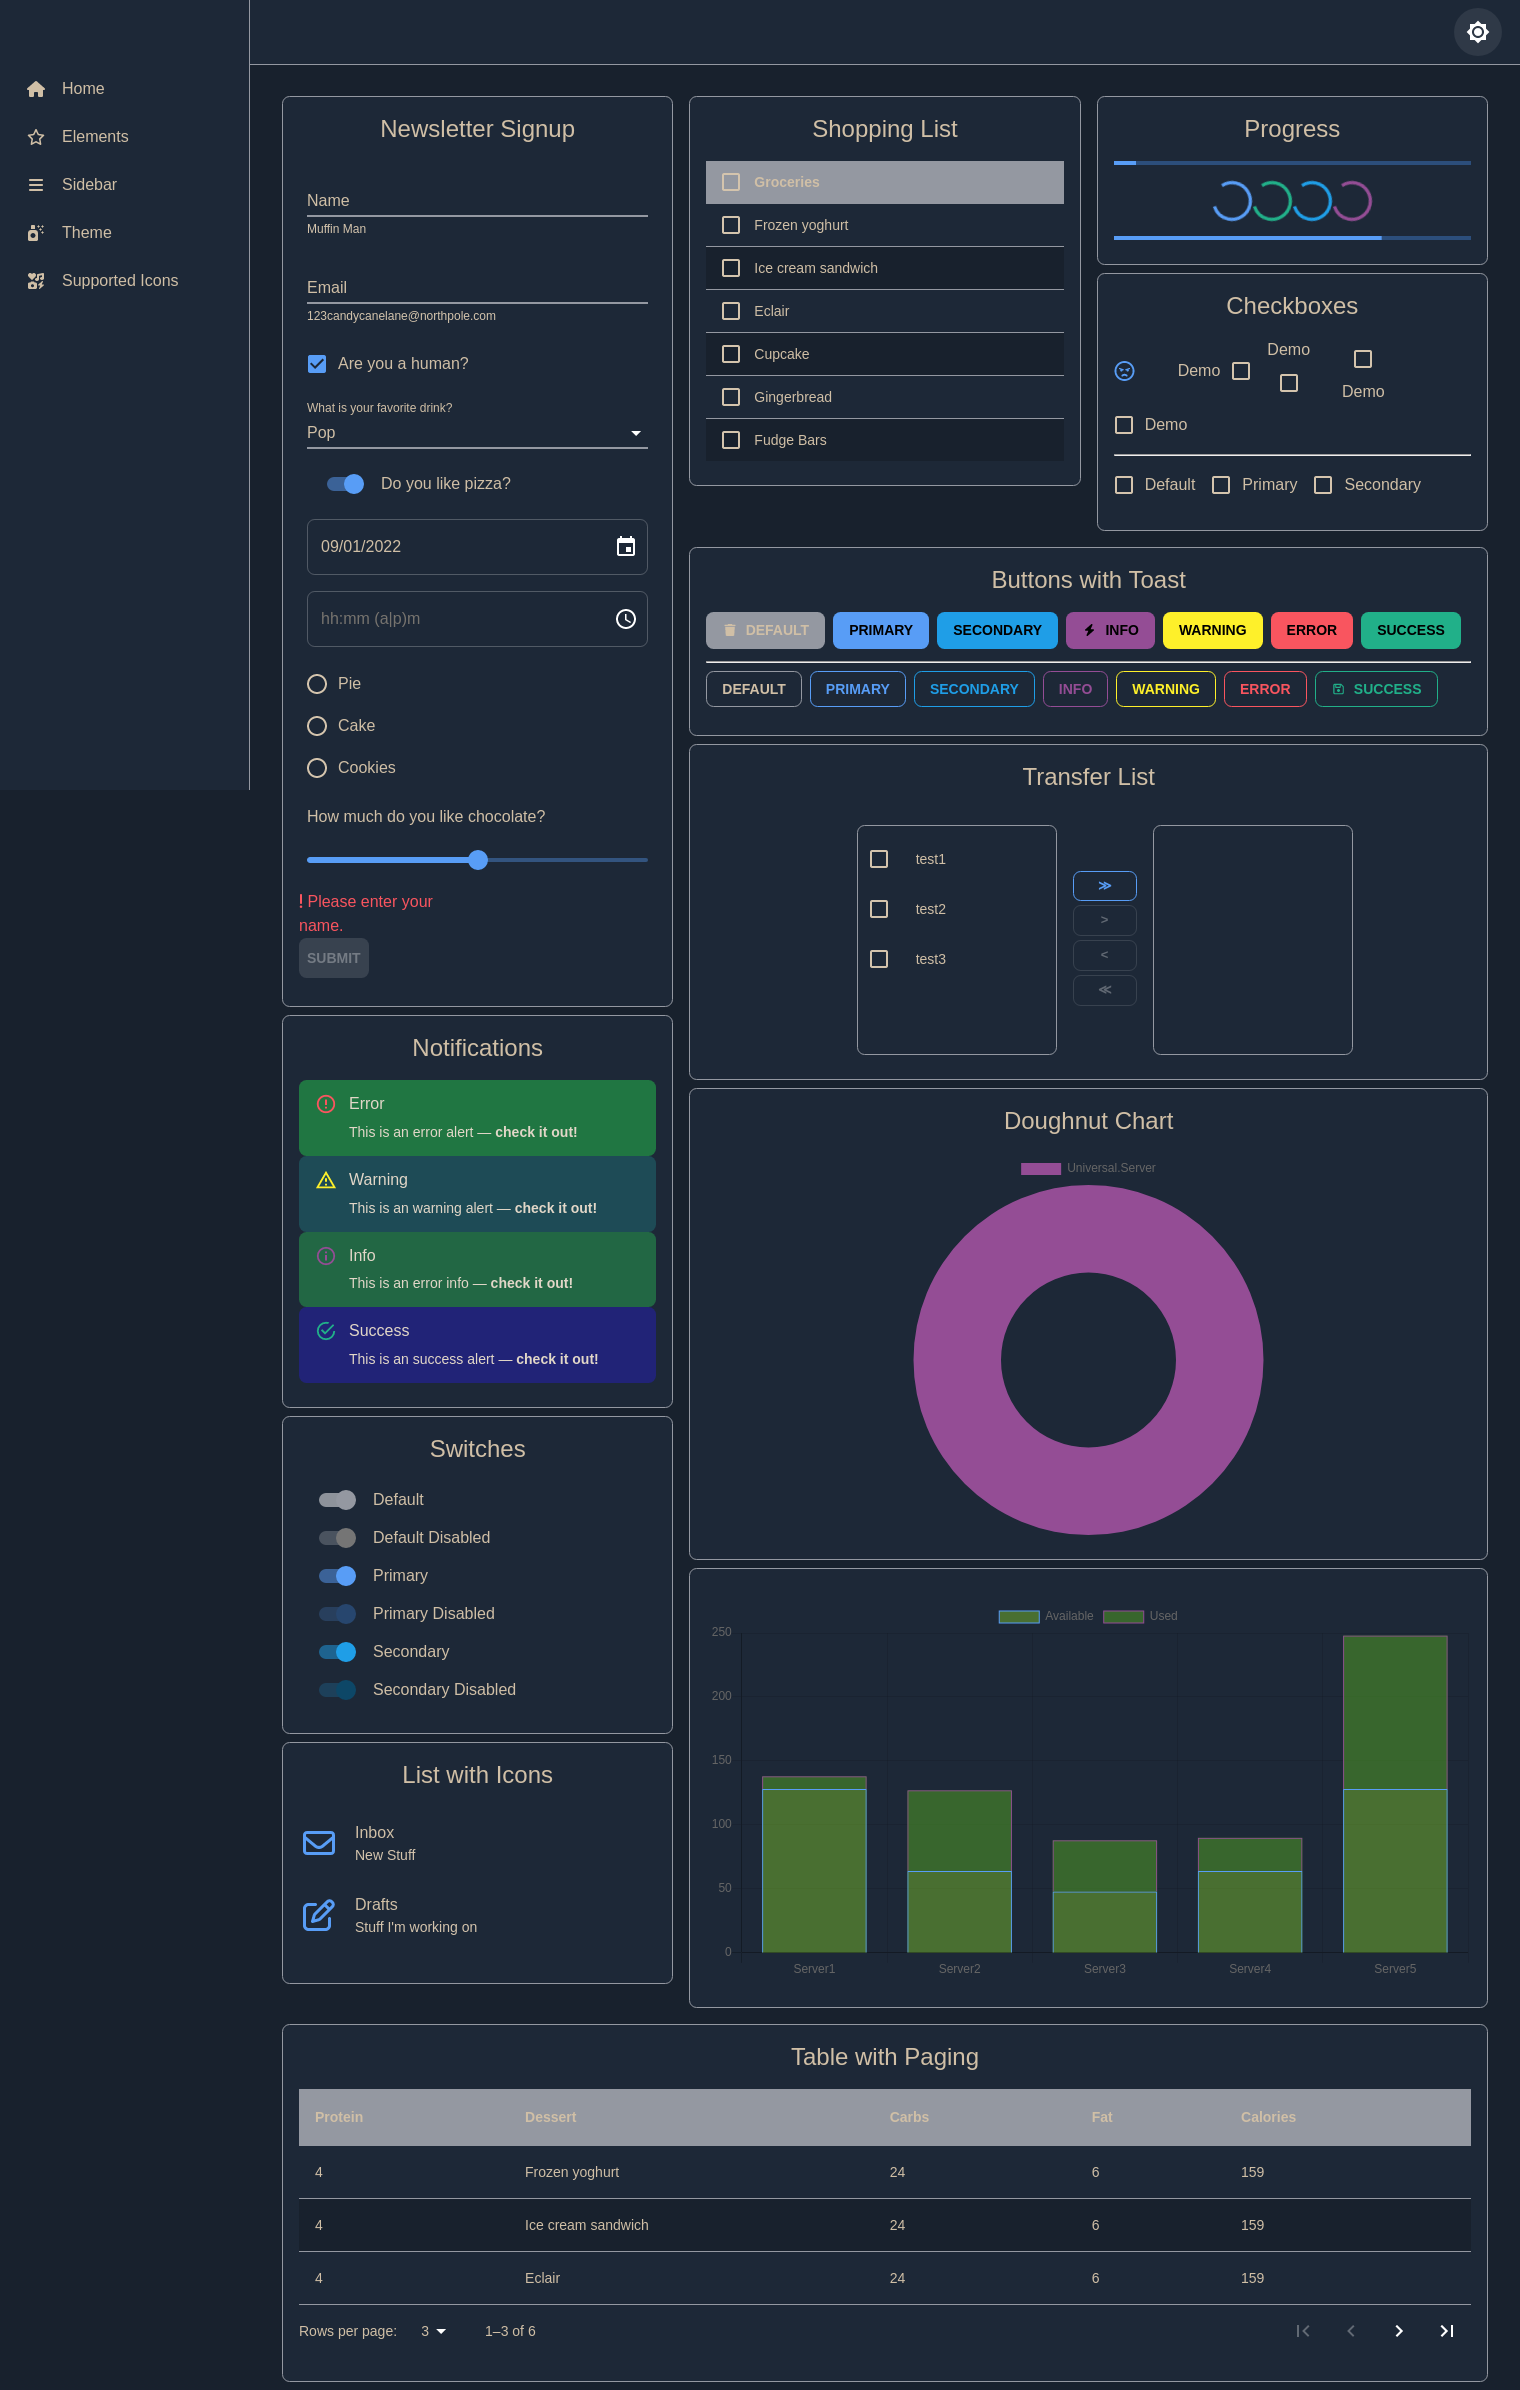 Home
Elements
Sidebar
Theme
Supported Icons
Newsletter Signup
Name
Muffin Man
Email
123candycanelane@northpole.com
Are you a human?
What is your favorite drink?
Pop
Do you like pizza?
09/01/2022
hh:mm (a|p)m
Pie
Cake
Cookies
How much do you like chocolate?
! Please enter your
name.
SUBMIT
Notifications
Error
This is an error alert — check it out!
Warning
This is an warning alert — check it out!
Info
This is an error info — check it out!
Success
This is an success alert — check it out!
Switches
Default
Default Disabled
Primary
Primary Disabled
Secondary
Secondary Disabled
List with Icons
Inbox
New Stuff
Drafts
Stuff I'm working on
Shopping List
Groceries
Frozen yoghurt
Ice cream sandwich
Eclair
Cupcake
Gingerbread
Fudge Bars
Progress
Checkboxes
Demo
Demo
Demo
Demo
Default Primary Secondary
Buttons with Toast
DEFAULT PRIMARY SECONDARY INFO WARNING ERROR SUCCESS
DEFAULT PRIMARY SECONDARY INFO WARNING ERROR SUCCESS
Transfer List
test1
test2
test3
≫
>
<
≪
Doughnut Chart
Universal.Server
Available Used
250
200
150
100
50
0
Server1 Server2 Server3 Server4 Server5
Table with Paging
Protein Dessert Carbs Fat Calories
4 Frozen yoghurt 24 6 159
4 Ice cream sandwich 24 6 159
4 Eclair 24 6 159
Rows per page: 3 1–3 of 6